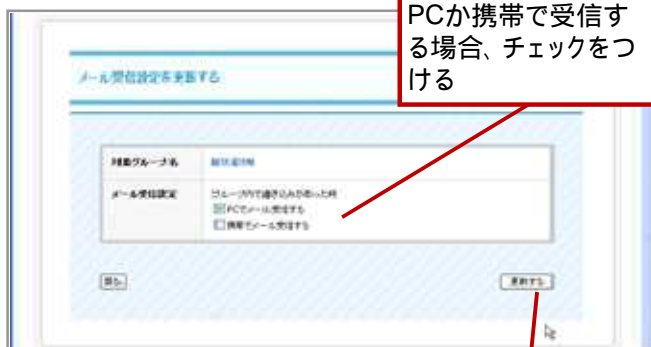 PCか携帯で受信す
る場合、チェックをつ
ける
メール受信設定を更新する
メール受信設定
グループ内で書き込みがあった時
PCでメール受信する
携帯でメール受信する
戻る
更新する